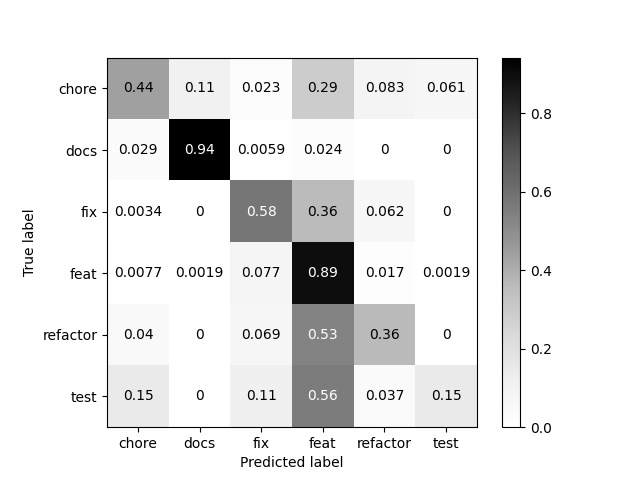 chore 0.44 0.11 0.023 0.29 0.083 0.061
docs 0.029 0.94 0.0059 0.024 0 0
fix 0.0034 0 0.58 0.36 0.062 0
feat 0.0077 0.0019 0.077 0.89 0.017 0.0019
refactor 0.04 0 0.069 0.53 0.36 0
test 0.15 0 0.11 0.56 0.037 0.15
chore docs fix feat refactor test
Predicted label
True label
0.8
0.6
0.4
0.2
0.0